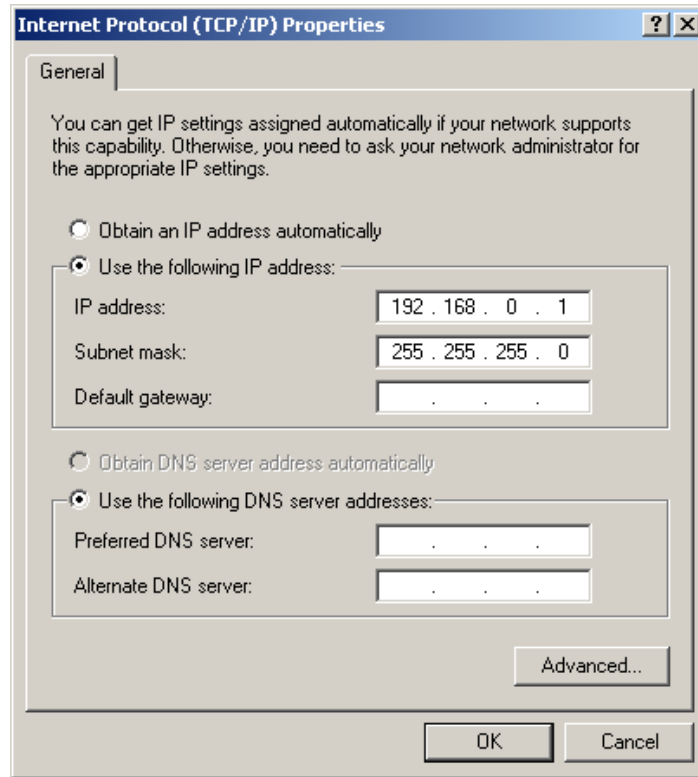 Internet Protocol (TCP/IP) Properties
General
You can get IP settings assigned automatically if your network supports
this capability. Otherwise, you need to ask your network administrator for
the appropriate IP settings.
Obtain an IP address automatically
Use the following IP address:
IP address: 192 . 168 . 0 . 1
Subnet mask: 255 . 255 . 255 . 0
Default gateway: . . .
Obtain DNS server address automatically
Use the following DNS server addresses:
Preferred DNS server: . . .
Alternate DNS server: . . .
Advanced...
OK Cancel